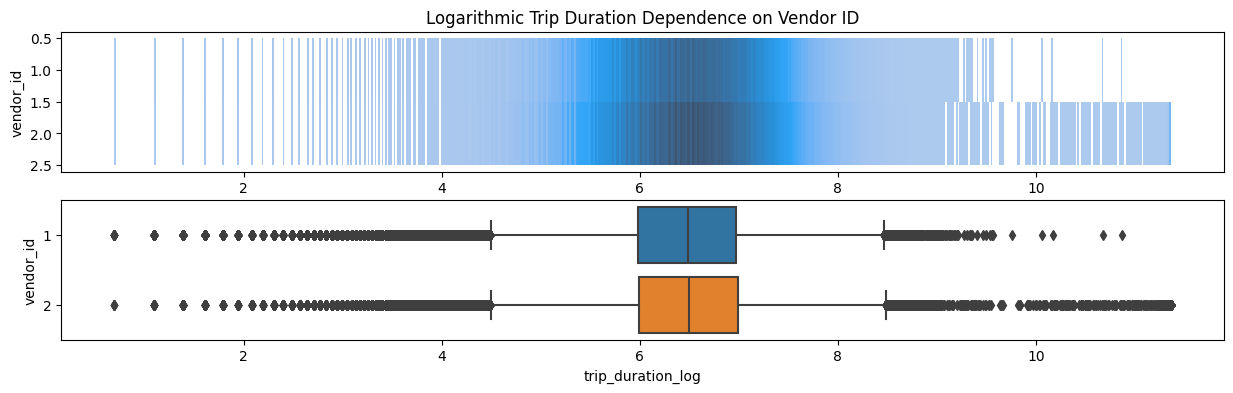 Logarithmic Trip Duration Dependence on Vendor ID
vendor_id
0.5
1.0
1.5
2.0
2.5
2 4 6 8 10
vendor_id
1
2
2 4 6 8 10
trip_duration_log